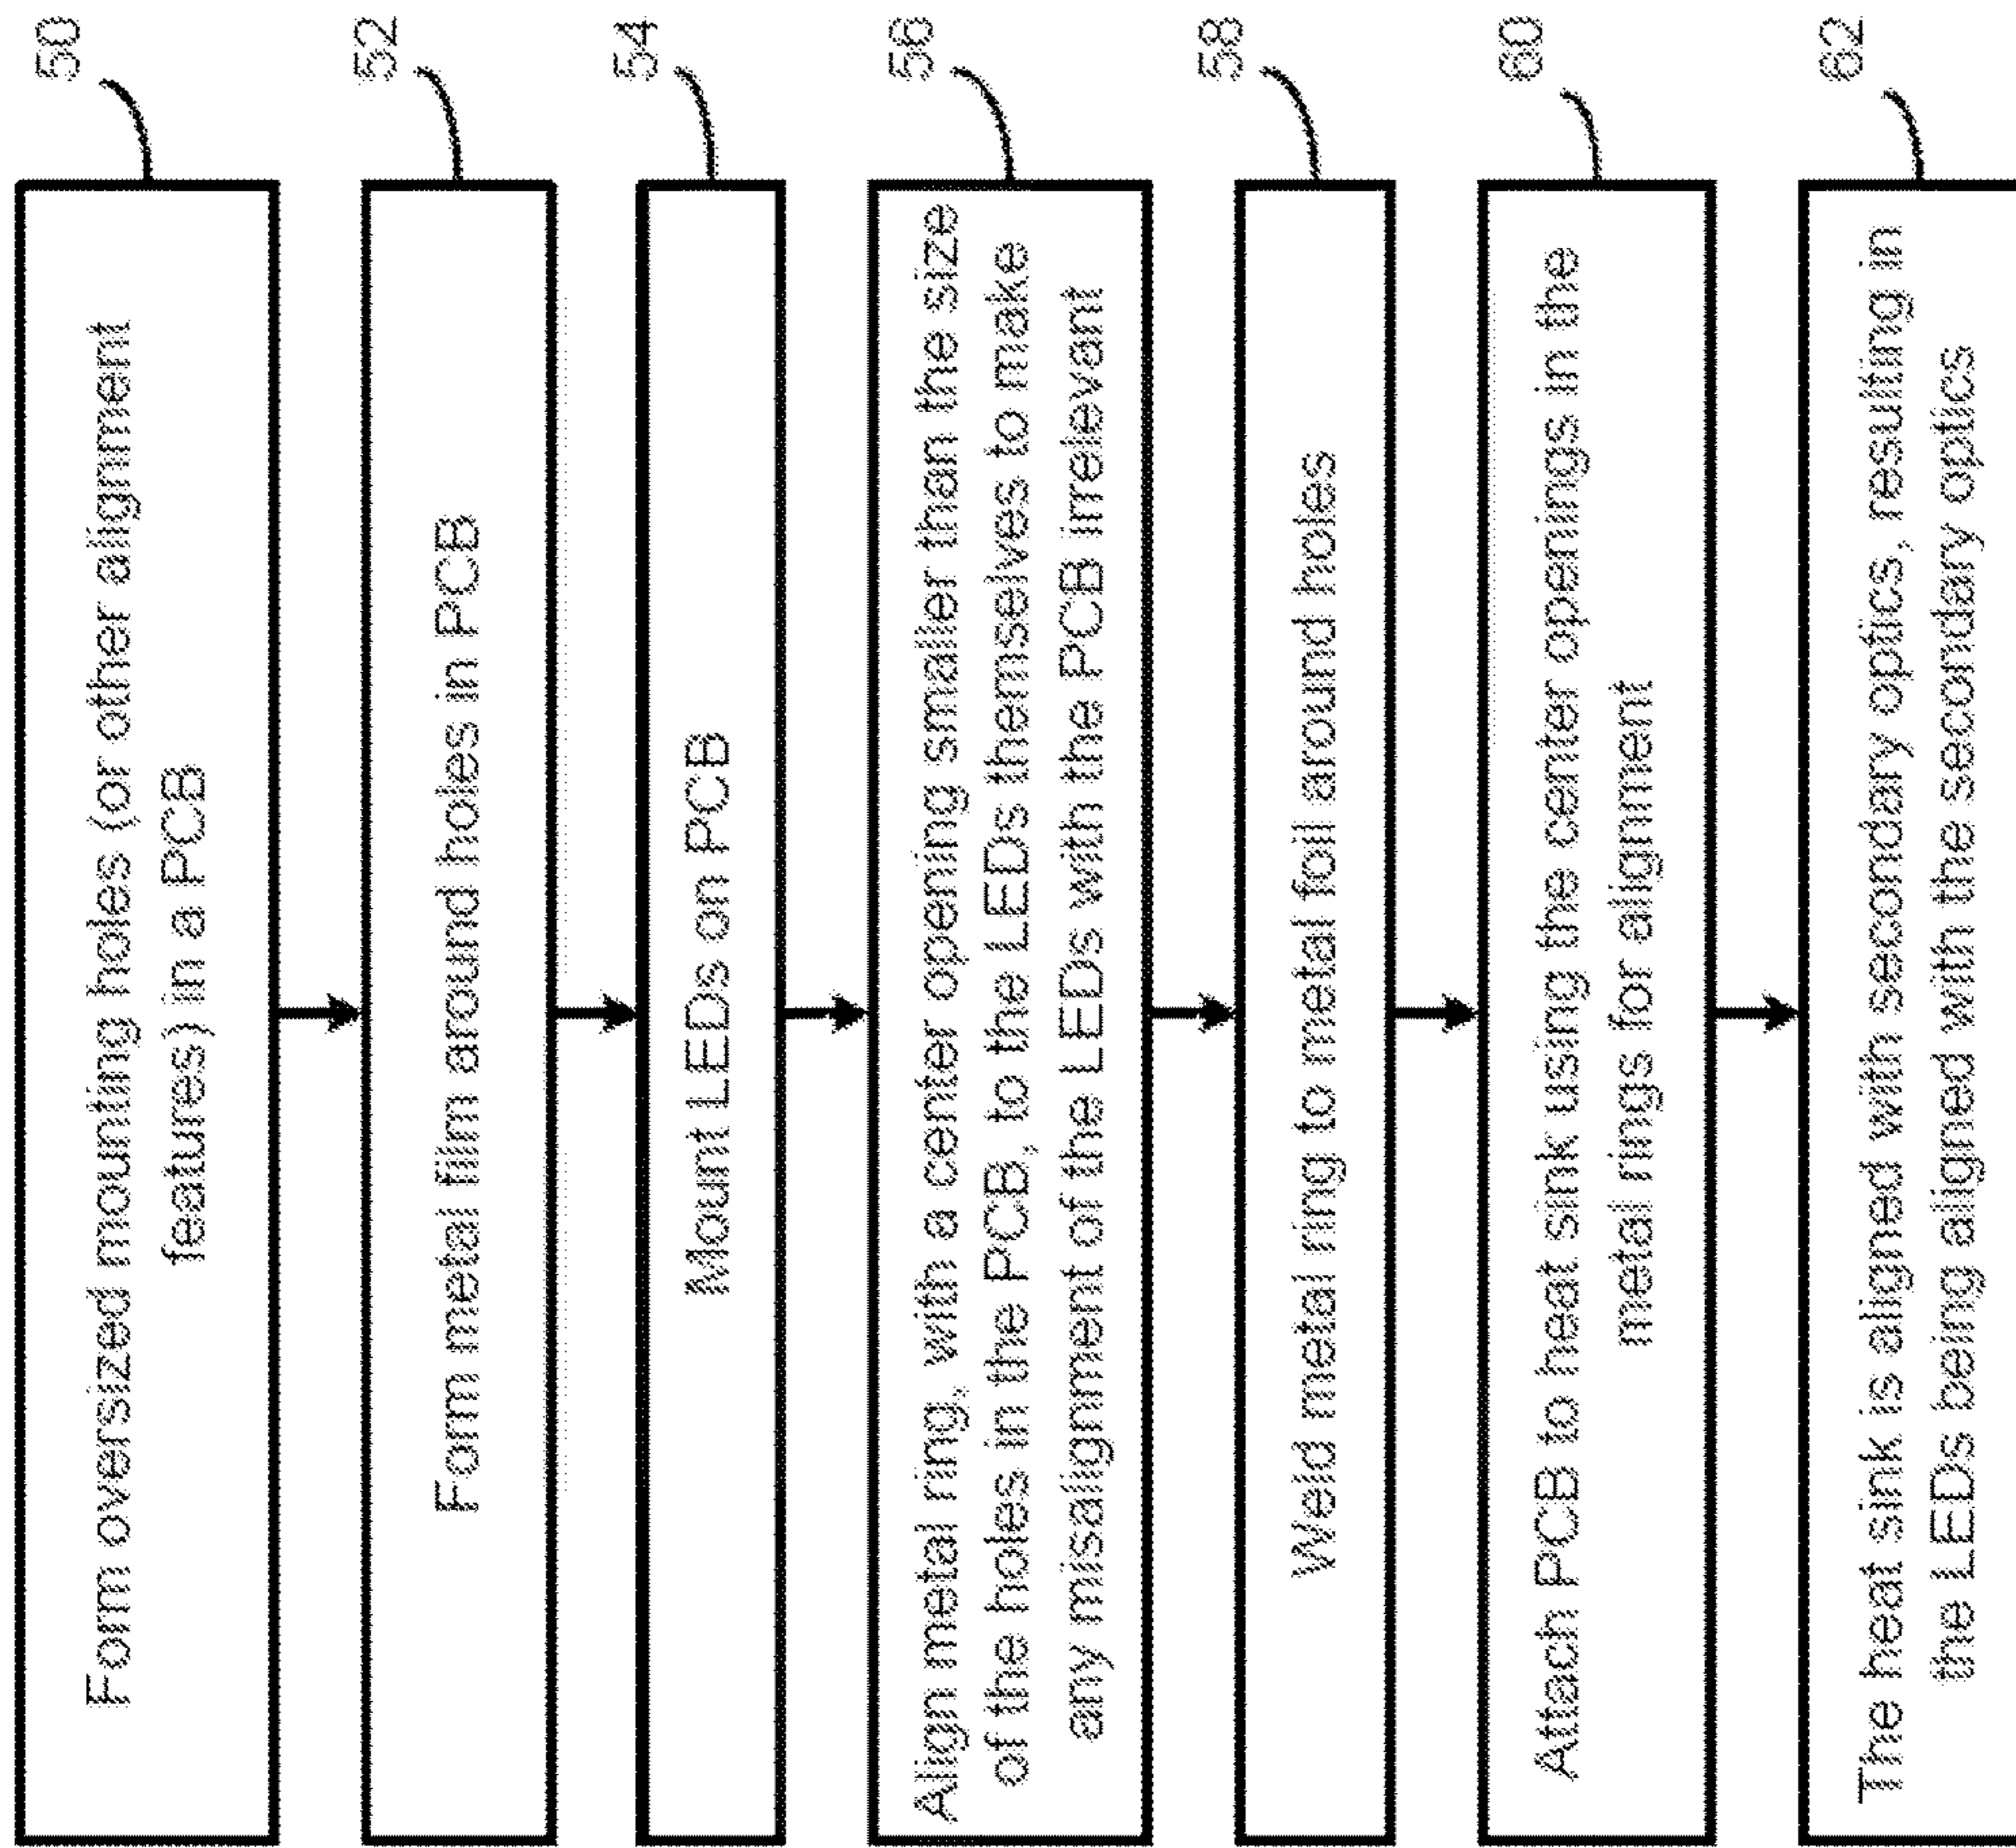 50
Form oversized mounting holes (or other alignment
features) in a PCB
52
Form metal film around holes in PCB
54
Mount LEDs on PCB
56
Align metal ring, with a center opening smaller than the size
of the holes in the PCB, to the LEDs themselves to make
any misalignment of the LEDs with the PCB irrelevant
58
Weld metal ring to metal foil around holes
60
Attach PCB to heat sink using the center openings in the
metal rings for alignment
62
The heat sink is aligned with secondary optics, resulting in
the LEDs being aligned with the secondary optics